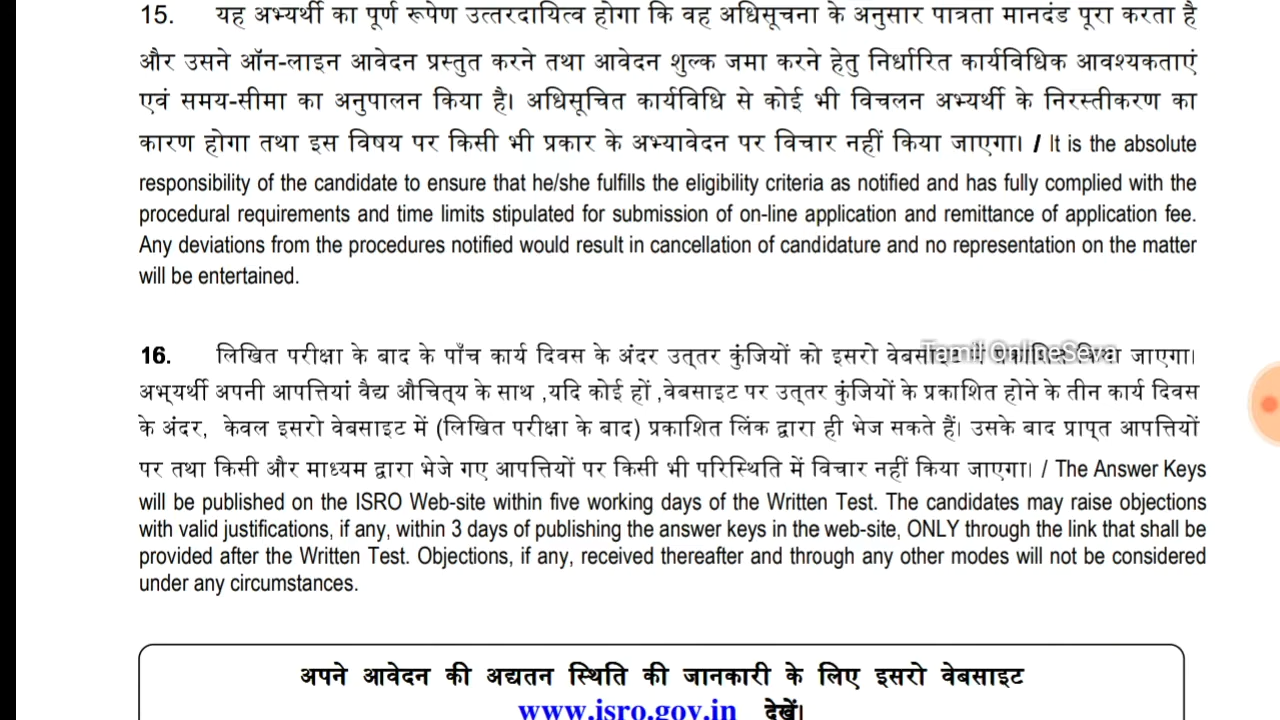 15. यह अभ्यर्थी का पूर्ण रूपेण उत्तरदायित्व होगा कि वह अधिसूचना के अनुसार पात्रता मानदंड पूरा करता है
और उसने ऑन-लाइन आवेदन प्रस्तुत करने तथा आवेदन शुल्क जमा करने हेतु निर्धारित कार्यविधिक आवश्यकताएं
एवं समय-सीमा का अनुपालन किया है। अधिसूचित कार्यविधि से कोई भी विचलन अभ्यर्थी के निरस्तीकरण का
कारण होगा तथा इस विषय पर किसी भी प्रकार के अभ्यावेदन पर विचार नहीं किया जाएगा। / It is the absolute
responsibility of the candidate to ensure that he/she fulfills the eligibility criteria as notified and has fully complied with the
procedural requirements and time limits stipulated for submission of on-line application and remittance of application fee.
Any deviations from the procedures notified would result in cancellation of candidature and no representation on the matter
will be entertained.
16. लिखित परीक्षा के बाद के पाँच कार्य दिवस के अंदर उत्‌तर कुंजियों को इसरो वेबसाइट में प्रकाशित किया जाएगा।
Tamil OnlineSeva
अभ्‌यर्थी अपनी आपत्तियां वैद्य औचित्‌य के साथ ,यदि कोई हों ,वेबसाइट पर उत्‌तर कुंजियों के प्रकाशित होने के तीन कार्य दिवस
के अंदर, केवल इसरो वेबसाइट में (लिखित परीक्षा के बाद) प्रकाशित लिंक द्वारा ही भेज सकते हैं। उसके बाद प्राप्‌त आपत्तियों
पर तथा किसी और माध्यम द्वारा भेजे गए आपत्तियों पर किसी भी परिस्थिति में विचार नहीं किया जाएगा। / The Answer Keys
will be published on the ISRO Web-site within five working days of the Written Test. The candidates may raise objections
with valid justifications, if any, within 3 days of publishing the answer keys in the web-site, ONLY through the link that shall be
provided after the Written Test. Objections, if any, received thereafter and through any other modes will not be considered
under any circumstances.
अपने आवेदन की अद्यतन स्थिति की जानकारी के लिए इसरो वेबसाइट
www.isro.gov.in देखें।